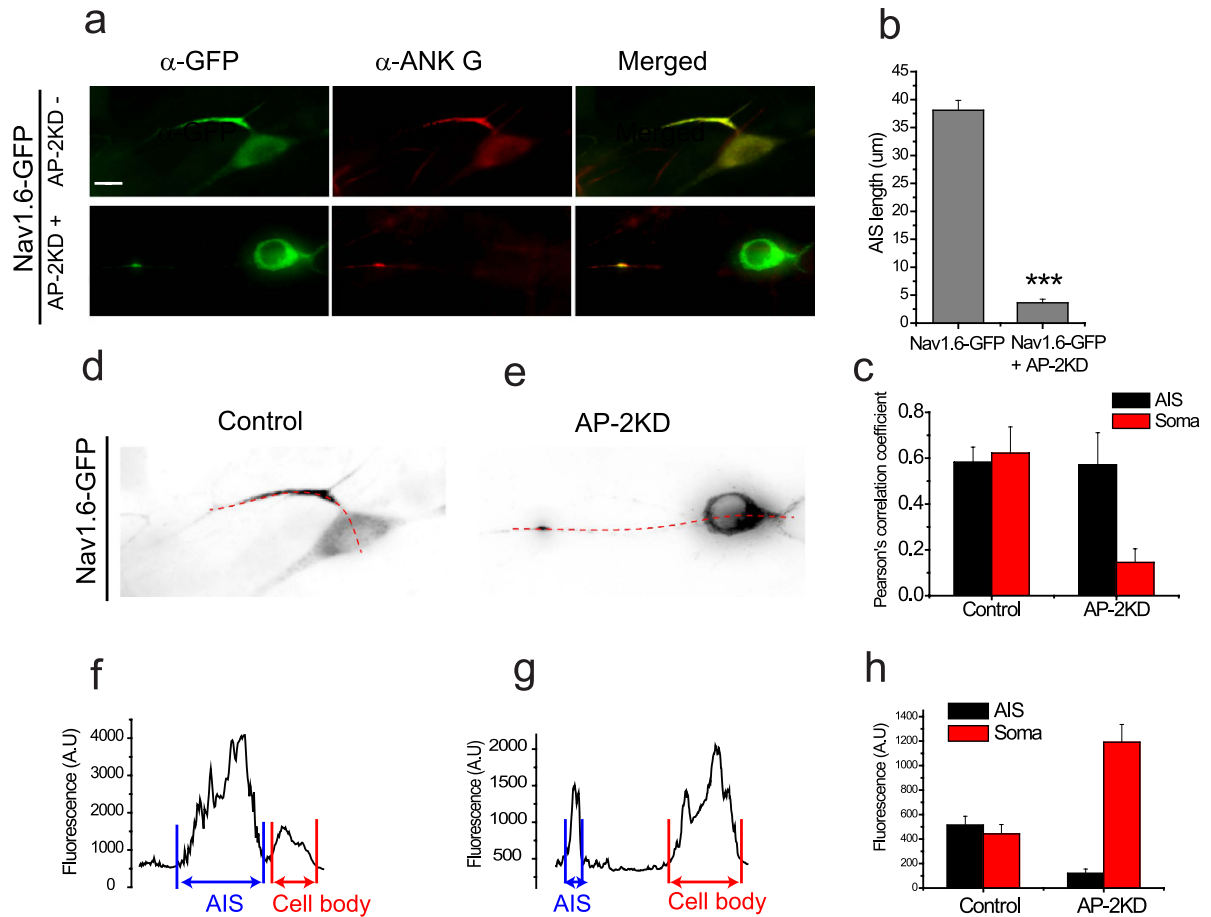 a
α-GFP
α-ANK G
Merged
Nav1.6-GFP
AP-2KD -
AP-2KD +
α-GFP
Merged
b
AIS length (um)
45
40
35
30
25
20
15
10
5
0
***
Nav1.6-GFP
Nav1.6-GFP
+ AP-2KD
c
Pearson's correlation coefficient
0.8
0.6
0.4
0.2
0.0
AIS
Soma
Control
AP-2KD
d
Control
Nav1.6-GFP
e
AP-2KD
f
Fluorescence (A.U)
4000
3000
2000
1000
0
AIS
Cell body
g
Fluorescence (A.U)
2000
1500
1000
500
AIS
Cell body
h
Fluorescence (A.U)
1400
1200
1000
800
600
400
200
0
AIS
Soma
Control
AP-2KD